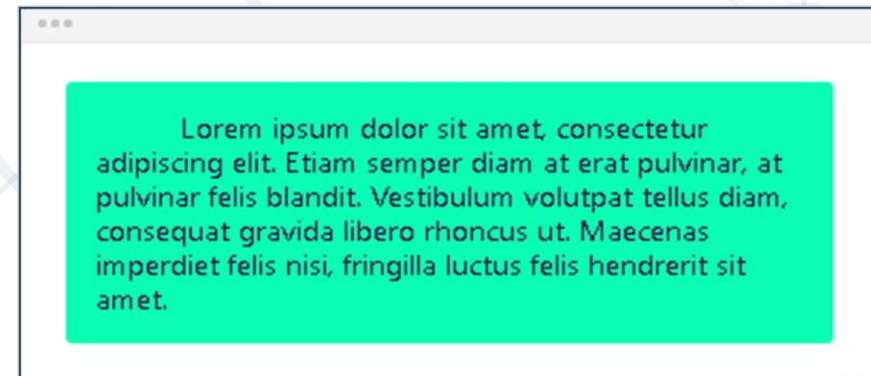 Lorem ipsum dolor sit amet, consectetur
adipiscing elit. Etiam semper diam at erat pulvinar, at
pulvinar felis blandit. Vestibulum volutpat tellus diam,
consequat gravida libero rhoncus ut. Maecenas
imperdiet felis nisi, fringilla luctus felis hendrerit sit
amet.